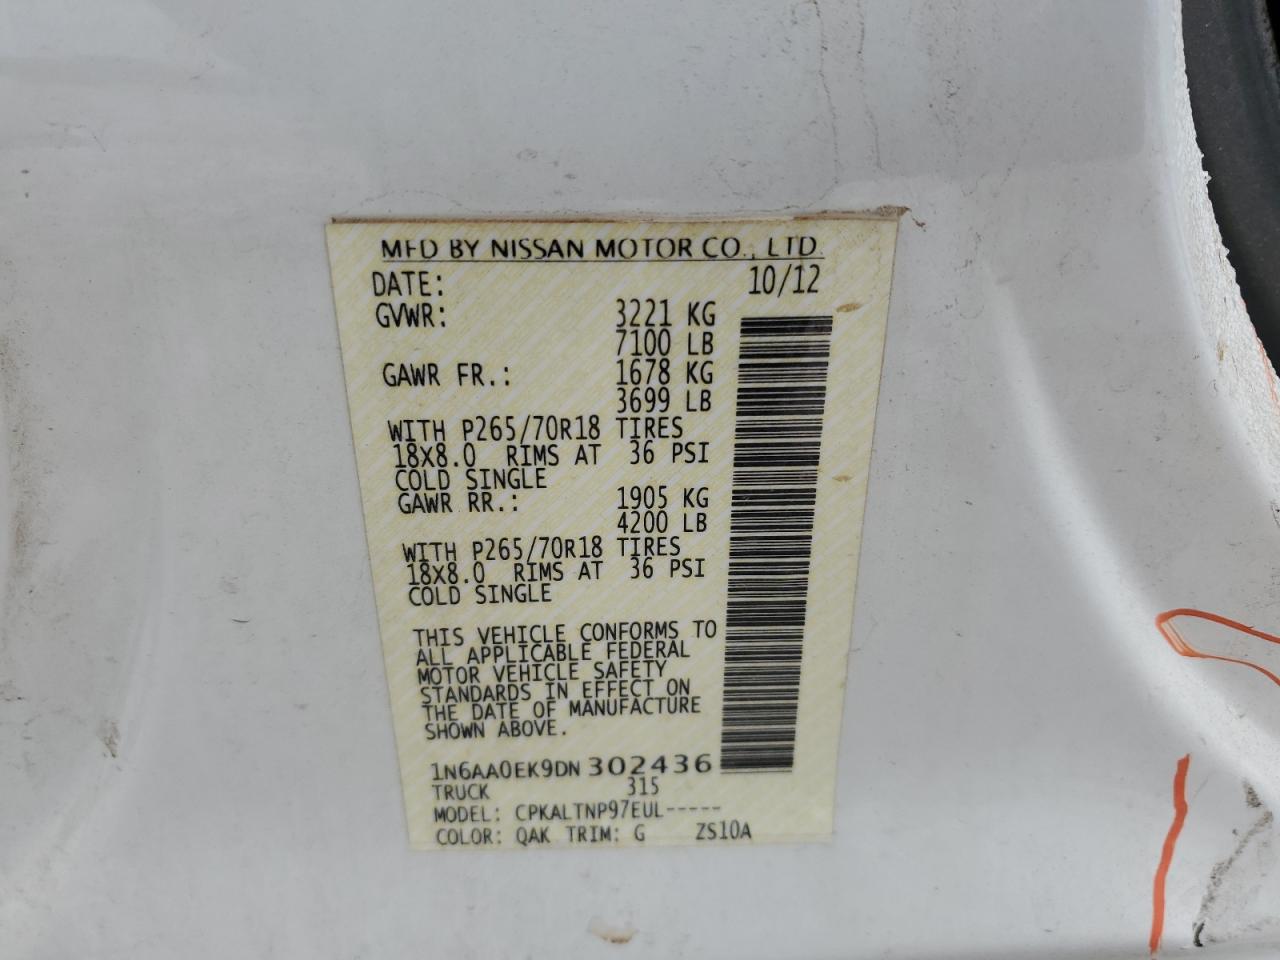 MFD BY NISSAN MOTOR CO., LTD.
DATE: 10/12
GVWR: 3221 KG
7100 LB
GAWR FR.: 1678 KG
3699 LB
WITH P265/70R18 TIRES
18X8.0 RIMS AT 36 PSI
COLD SINGLE
GAWR RR.: 1905 KG
4200 LB
WITH P265/70R18 TIRES
18X8.0 RIMS AT 36 PSI
COLD SINGLE
THIS VEHICLE CONFORMS TO
ALL APPLICABLE FEDERAL
MOTOR VEHICLE SAFETY
STANDARDS IN EFFECT ON
THE DATE OF MANUFACTURE
SHOWN ABOVE.
1N6AA0EK9DN302436
TRUCK 315
MODEL: CPKALTNP97EUL-----
COLOR: QAK TRIM: G ZS10A